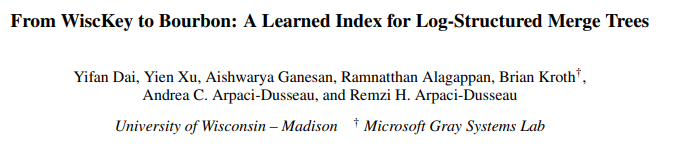 From WiscKey to Bourbon: A Learned Index for Log-Structured Merge Trees
Yifan Dai, Yien Xu, Aishwarya Ganesan, Ramnatthan Alagappan, Brian Kroth†,
Andrea C. Arpaci-Dusseau, and Remzi H. Arpaci-Dusseau
University of Wisconsin – Madison † Microsoft Gray Systems Lab